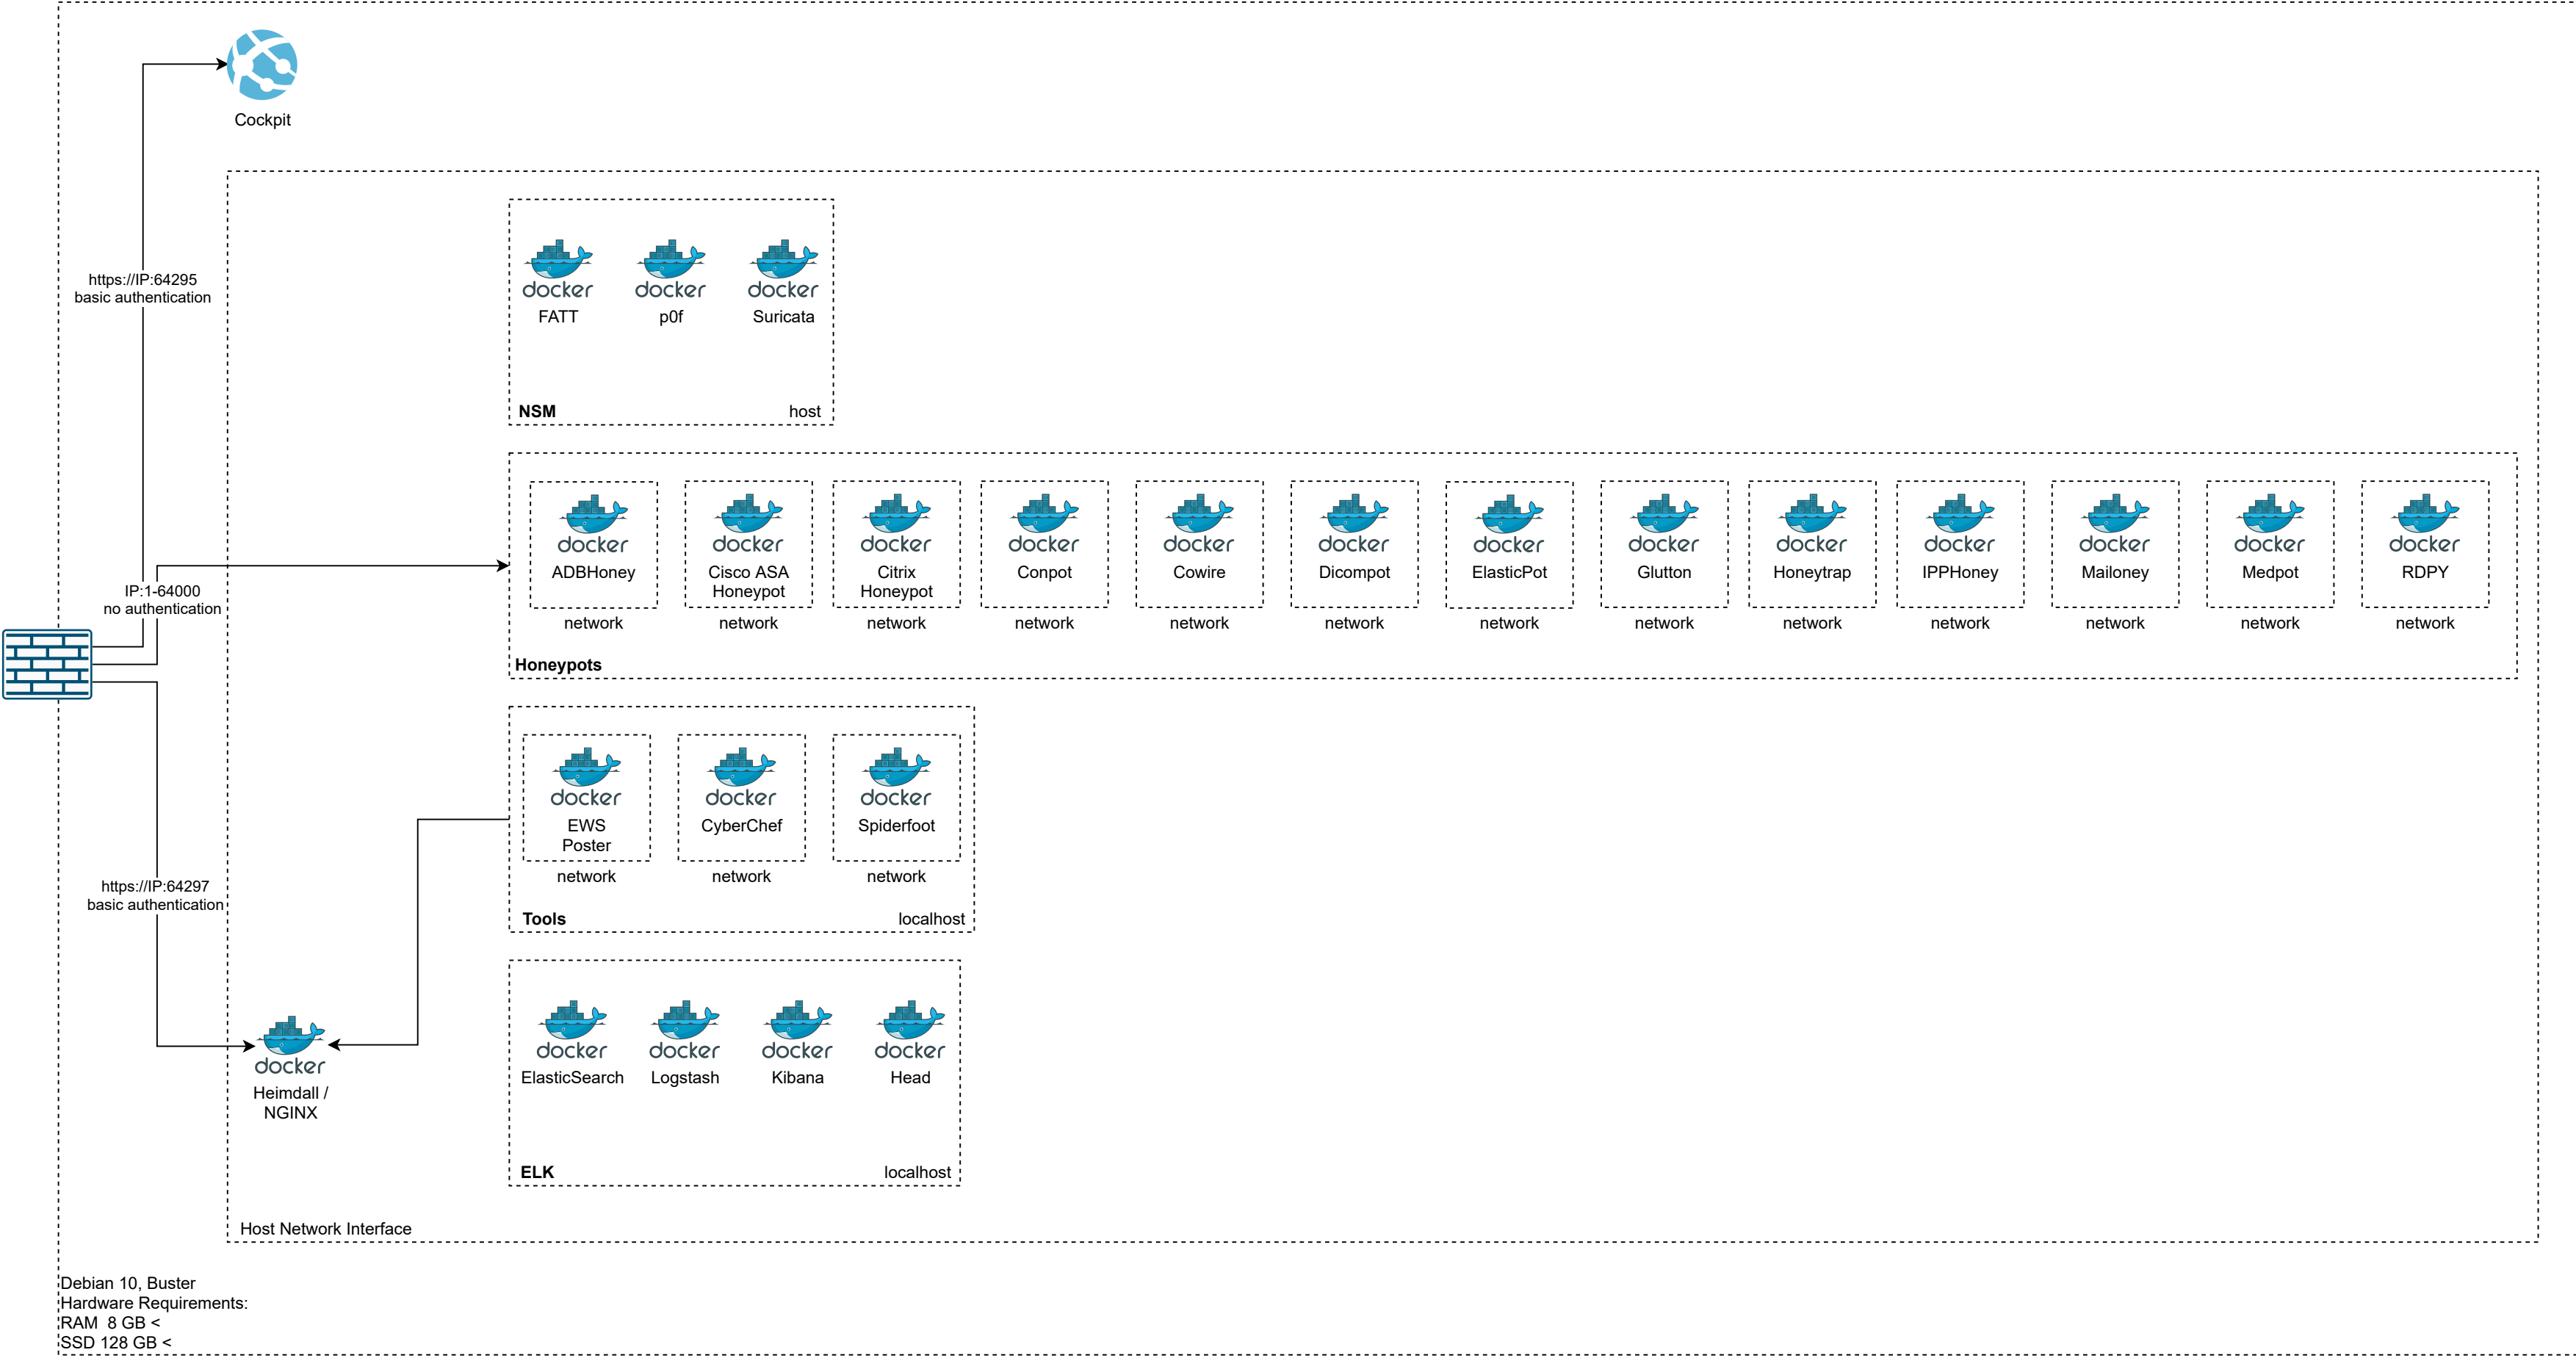 Cockpit
https://IP:64295
basic authentication
docker
FATT
docker
p0f
docker
Suricata
NSM
host
IP:1-64000
no authentication
docker
ADBHoney
network
docker
Cisco ASA
Honeypot
network
docker
Citrix
Honeypot
network
docker
Conpot
network
docker
Cowire
network
docker
Dicompot
network
docker
ElasticPot
network
docker
Glutton
network
docker
Honeytrap
network
docker
IPPHoney
network
docker
Mailoney
network
docker
Medpot
network
docker
RDPY
network
Honeypots
docker
EWS
Poster
network
docker
CyberChef
network
docker
Spiderfoot
network
Tools
localhost
https://IP:64297
basic authentication
docker
Heimdall /
NGINX
docker
ElasticSearch
docker
Logstash
docker
Kibana
docker
Head
ELK
localhost
Host Network Interface
Debian 10, Buster
Hardware Requirements:
RAM  8 GB <
SSD 128 GB <